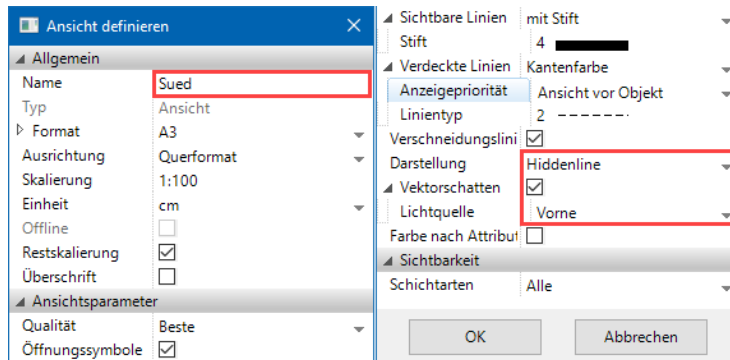 Ansicht definieren
Allgemein
Name Sued
Typ Ansicht
Format A3
Ausrichtung Querformat
Skalierung 1:100
Einheit cm
Offline
Restskalierung
Überschrift
Ansichtsparameter
Qualität Beste
Öffnungssymbole
Sichtbare Linien mit Stift
Stift 4
Verdeckte Linien Kantenfarbe
Anzeigepriorität Ansicht vor Objekt
Linientyp 2
Verschneidungslini
Darstellung Hiddenline
Vektorschatten
Lichtquelle Vorne
Farbe nach Attribut
Sichtbarkeit
Schichtarten Alle
OK Abbrechen